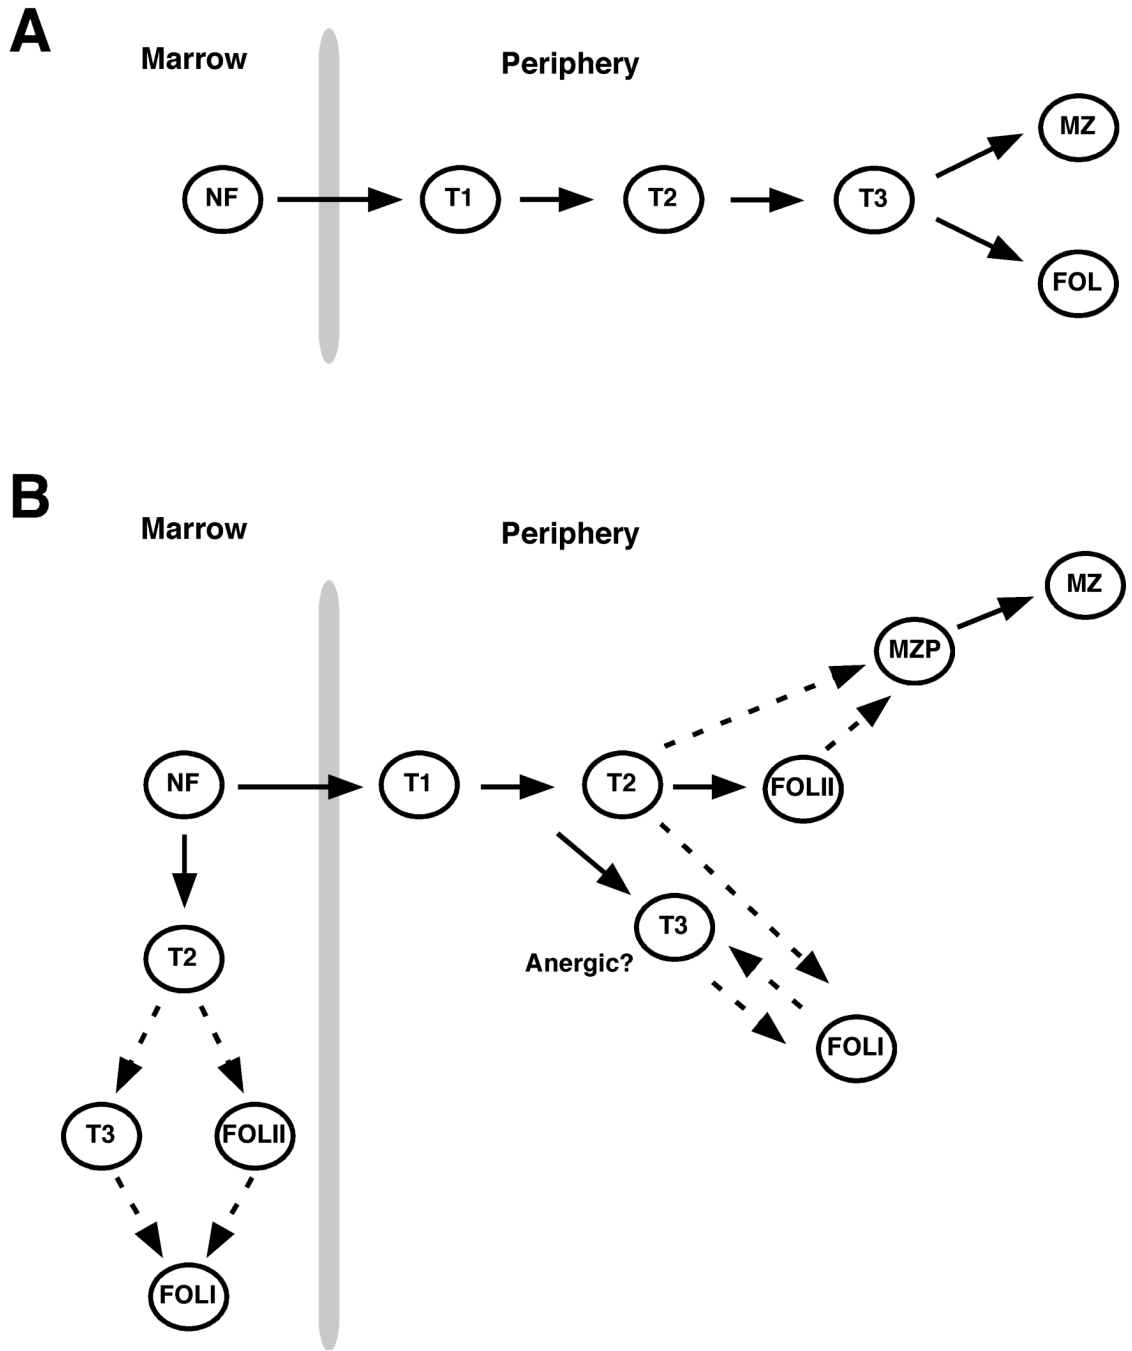 A
Marrow
Periphery
MZ
NF
T1
T2
T3
FOL
B
Marrow
Periphery
MZ
MZP
NF
T1
T2
FOLII
T3
Anergic?
T2
FOLI
T3
FOLII
FOLI